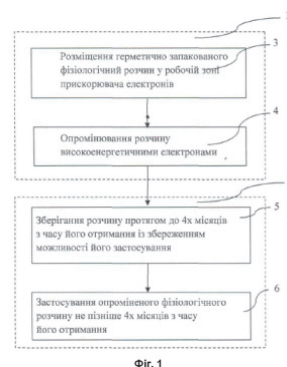 3
Розміщення герметично запакованого
фізіологічний розчин у робочій зоні
прискорювача електронів
4
Опромінювання розчину
високоенергетичними електронами
5
Зберігання розчину протягом до 4х місяців
з часу його отримання із збереженням
можливості його застосування
6
Застосування опроміненого фізіологічного
розчину не пізніше 4х місяців з часу
його отримання
Фіг. 1